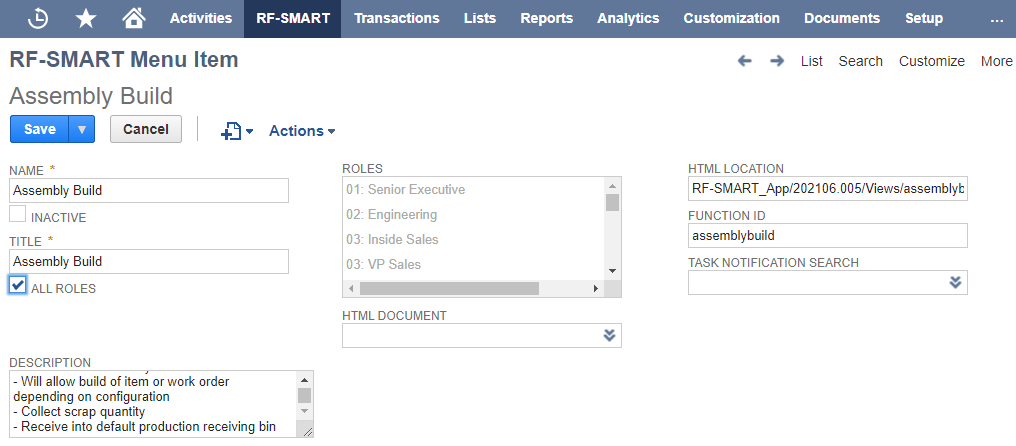 Activities RF-SMART Transactions Lists Reports Analytics Customization Documents Setup ...
RF-SMART Menu Item
List Search Customize More
Assembly Build
Save Cancel Actions
NAME *
Assembly Build
INACTIVE
TITLE *
Assembly Build
ALL ROLES
ROLES
01: Senior Executive
02: Engineering
03: Inside Sales
03: VP Sales
HTML DOCUMENT
HTML LOCATION
RF-SMART_App/202106.005/Views/assemblyb
FUNCTION ID
assemblybuild
TASK NOTIFICATION SEARCH
DESCRIPTION
- Will allow build of item or work order
depending on configuration
- Collect scrap quantity
- Receive into default production receiving bin